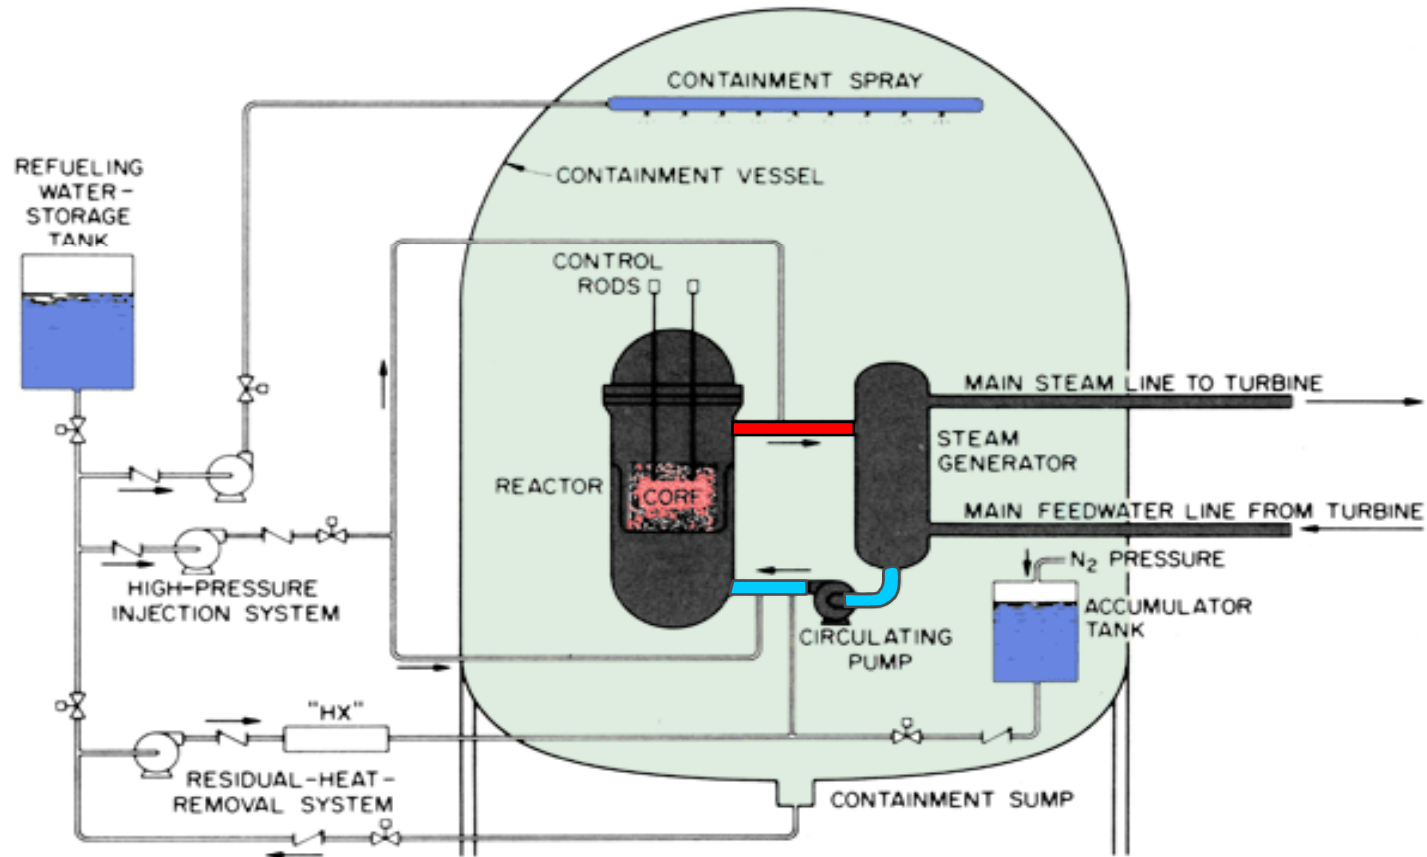 CONTAINMENT SPRAY
CONTAINMENT VESSEL
REFUELING
WATER-
STORAGE
TANK
CONTROL
RODS
MAIN STEAM LINE TO TURBINE
STEAM
GENERATOR
REACTOR
CORE
MAIN FEEDWATER LINE FROM TURBINE
N₂ PRESSURE
HIGH-PRESSURE
INJECTION SYSTEM
ACCUMULATOR
TANK
CIRCULATING
PUMP
"HX"
RESIDUAL-HEAT-
REMOVAL SYSTEM
CONTAINMENT SUMP